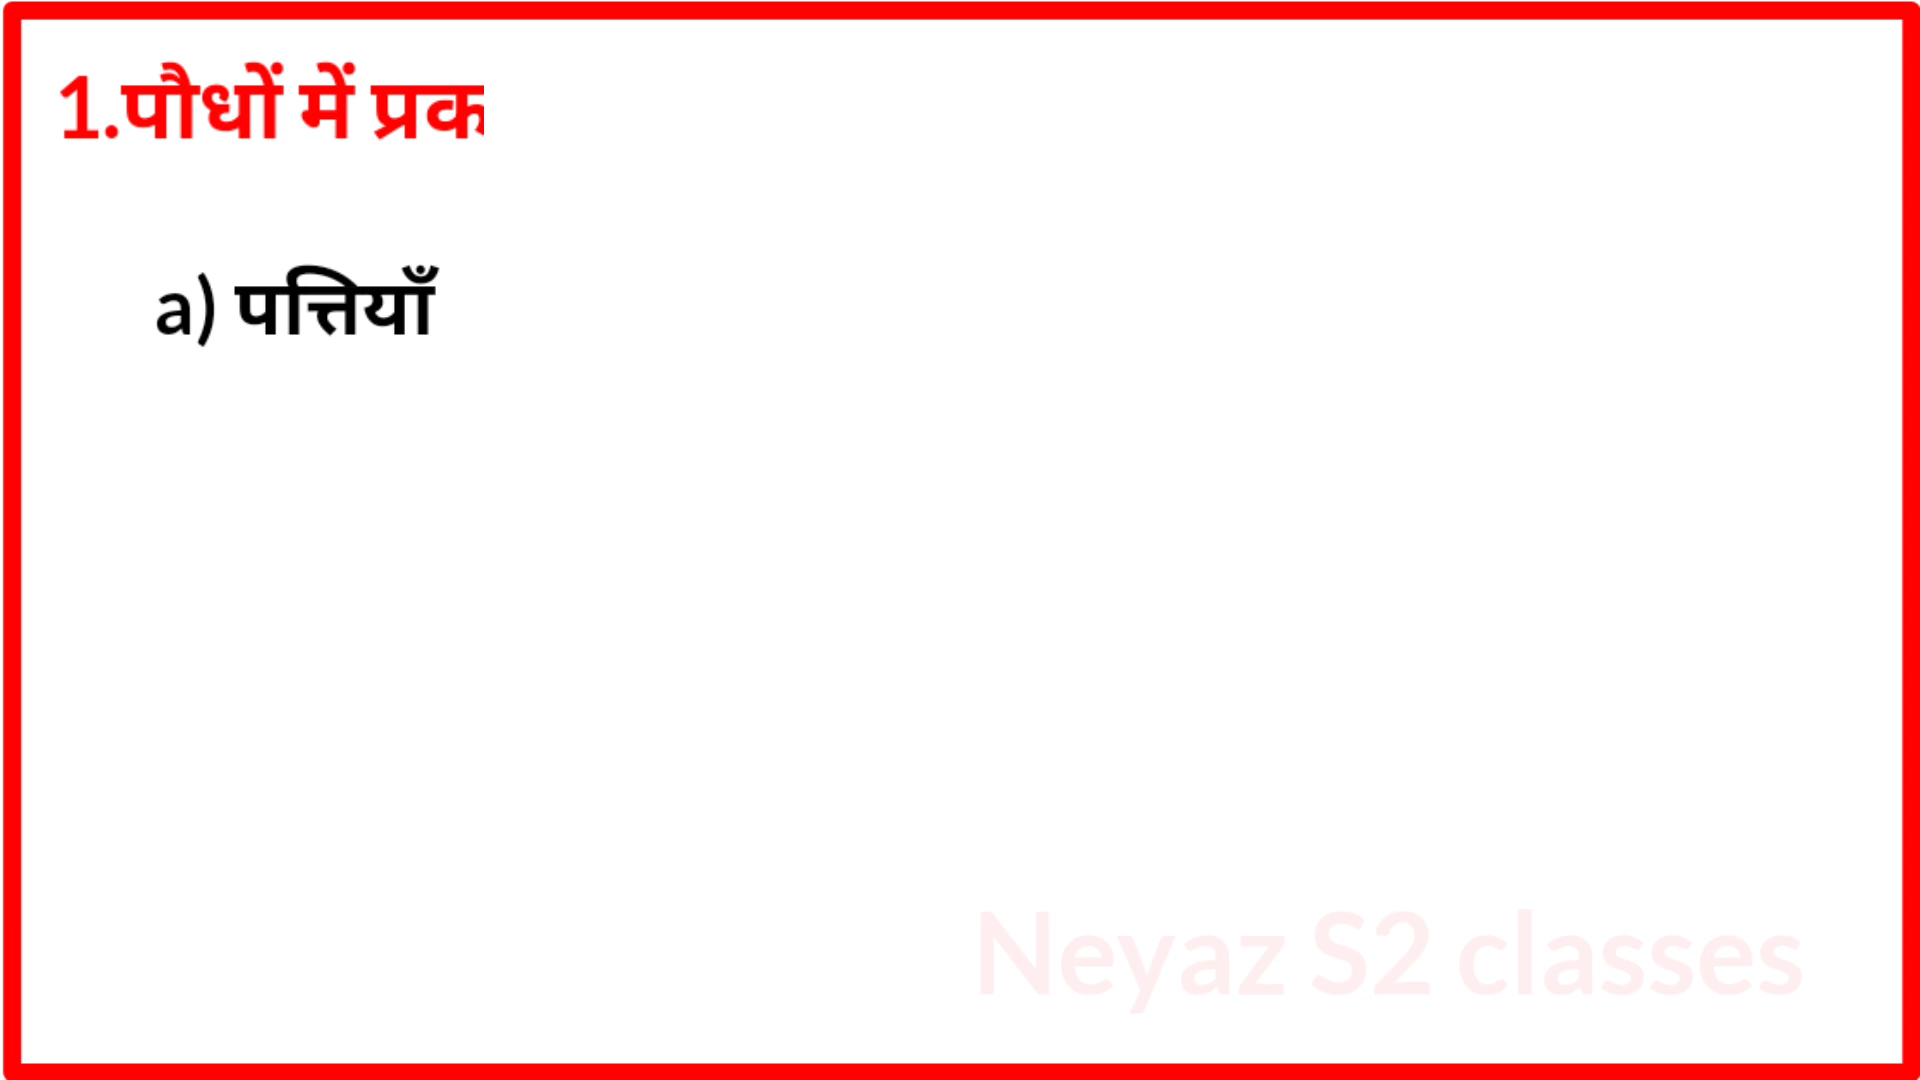 1.पौधों में प्रक
a) पत्तियाँ
Neyaz S2 classes